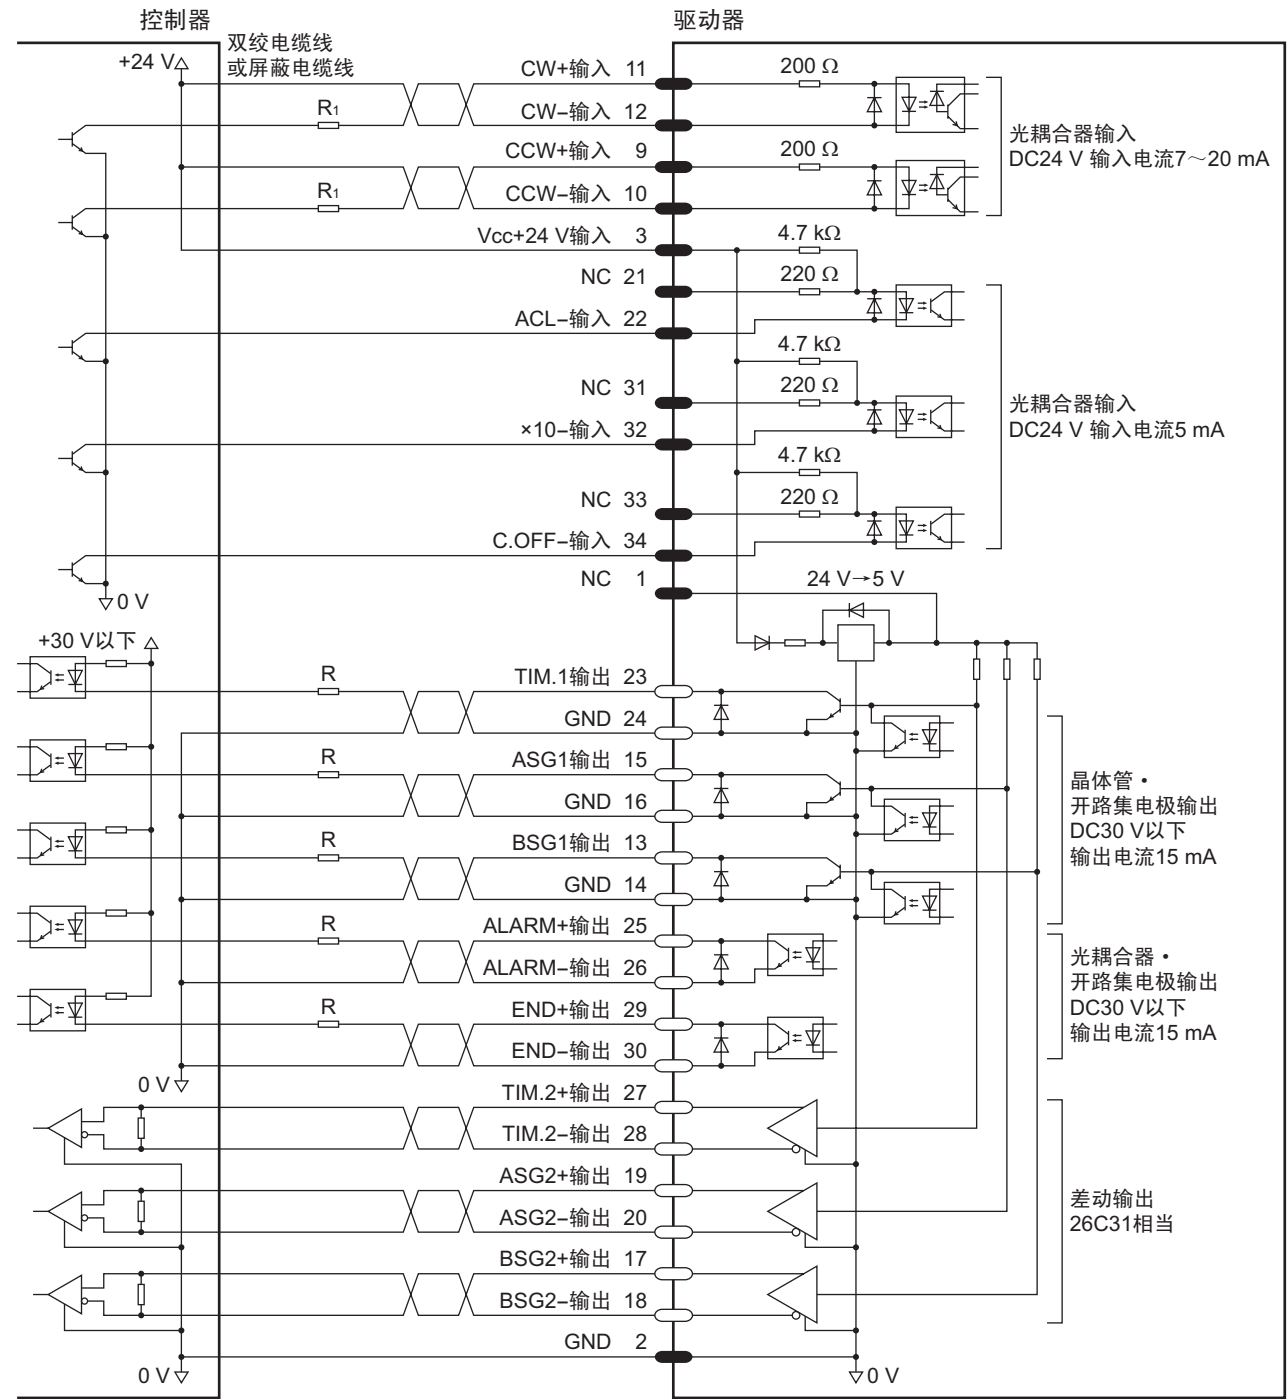 控制器
驱动器
双绞电缆线
或屏蔽电缆线
+24 V
CW+输入 11
200 Ω
R1
CW−输入 12
光耦合器输入
DC24 V 输入电流7～20 mA
CCW+输入 9
200 Ω
R1
CCW−输入 10
Vcc+24 V输入 3
4.7 kΩ
NC 21
220 Ω
ACL−输入 22
4.7 kΩ
NC 31
220 Ω
光耦合器输入
DC24 V 输入电流5 mA
×10−输入 32
4.7 kΩ
NC 33
220 Ω
C.OFF−输入 34
NC 1
24 V→5 V
0 V
+30 V以下
R
TIM.1输出 23
GND 24
R
ASG1输出 15
GND 16
晶体管・
开路集电极输出
DC30 V以下
输出电流15 mA
R
BSG1输出 13
GND 14
R
ALARM+输出 25
ALARM−输出 26
光耦合器・
开路集电极输出
DC30 V以下
输出电流15 mA
R
END+输出 29
END−输出 30
0 V
TIM.2+输出 27
TIM.2−输出 28
ASG2+输出 19
ASG2−输出 20
差动输出
26C31相当
BSG2+输出 17
BSG2−输出 18
GND 2
0 V
0 V